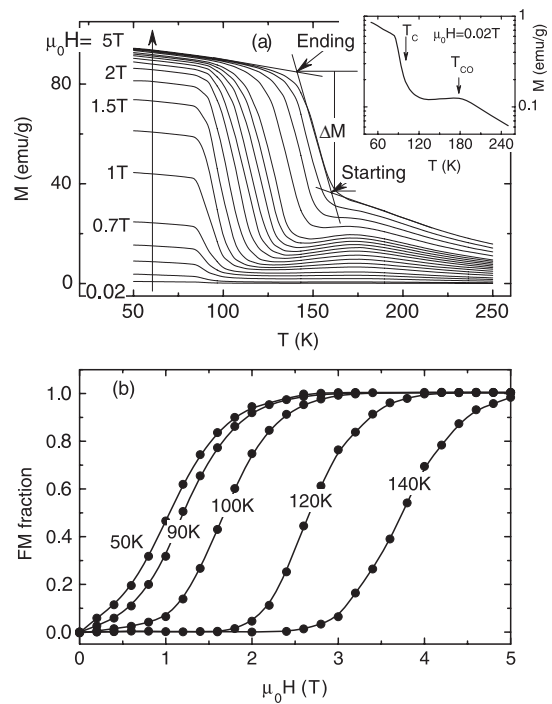 μ₀H= 5T
(a)
Ending
80
2T
1.5T
ΔM
M (emu/g)
40
Starting
1T
0.7T
0.02
0
50 100 150 200 250
T (K)
T_C
μ₀H=0.02T
1
T_CO
0.1
M (emu/g)
60 120 180 240
T (K)
(b)
1.0
0.8
0.6
0.4
0.2
0.0
FM fraction
50K
90K
100K
120K
140K
0 1 2 3 4 5
μ₀H (T)